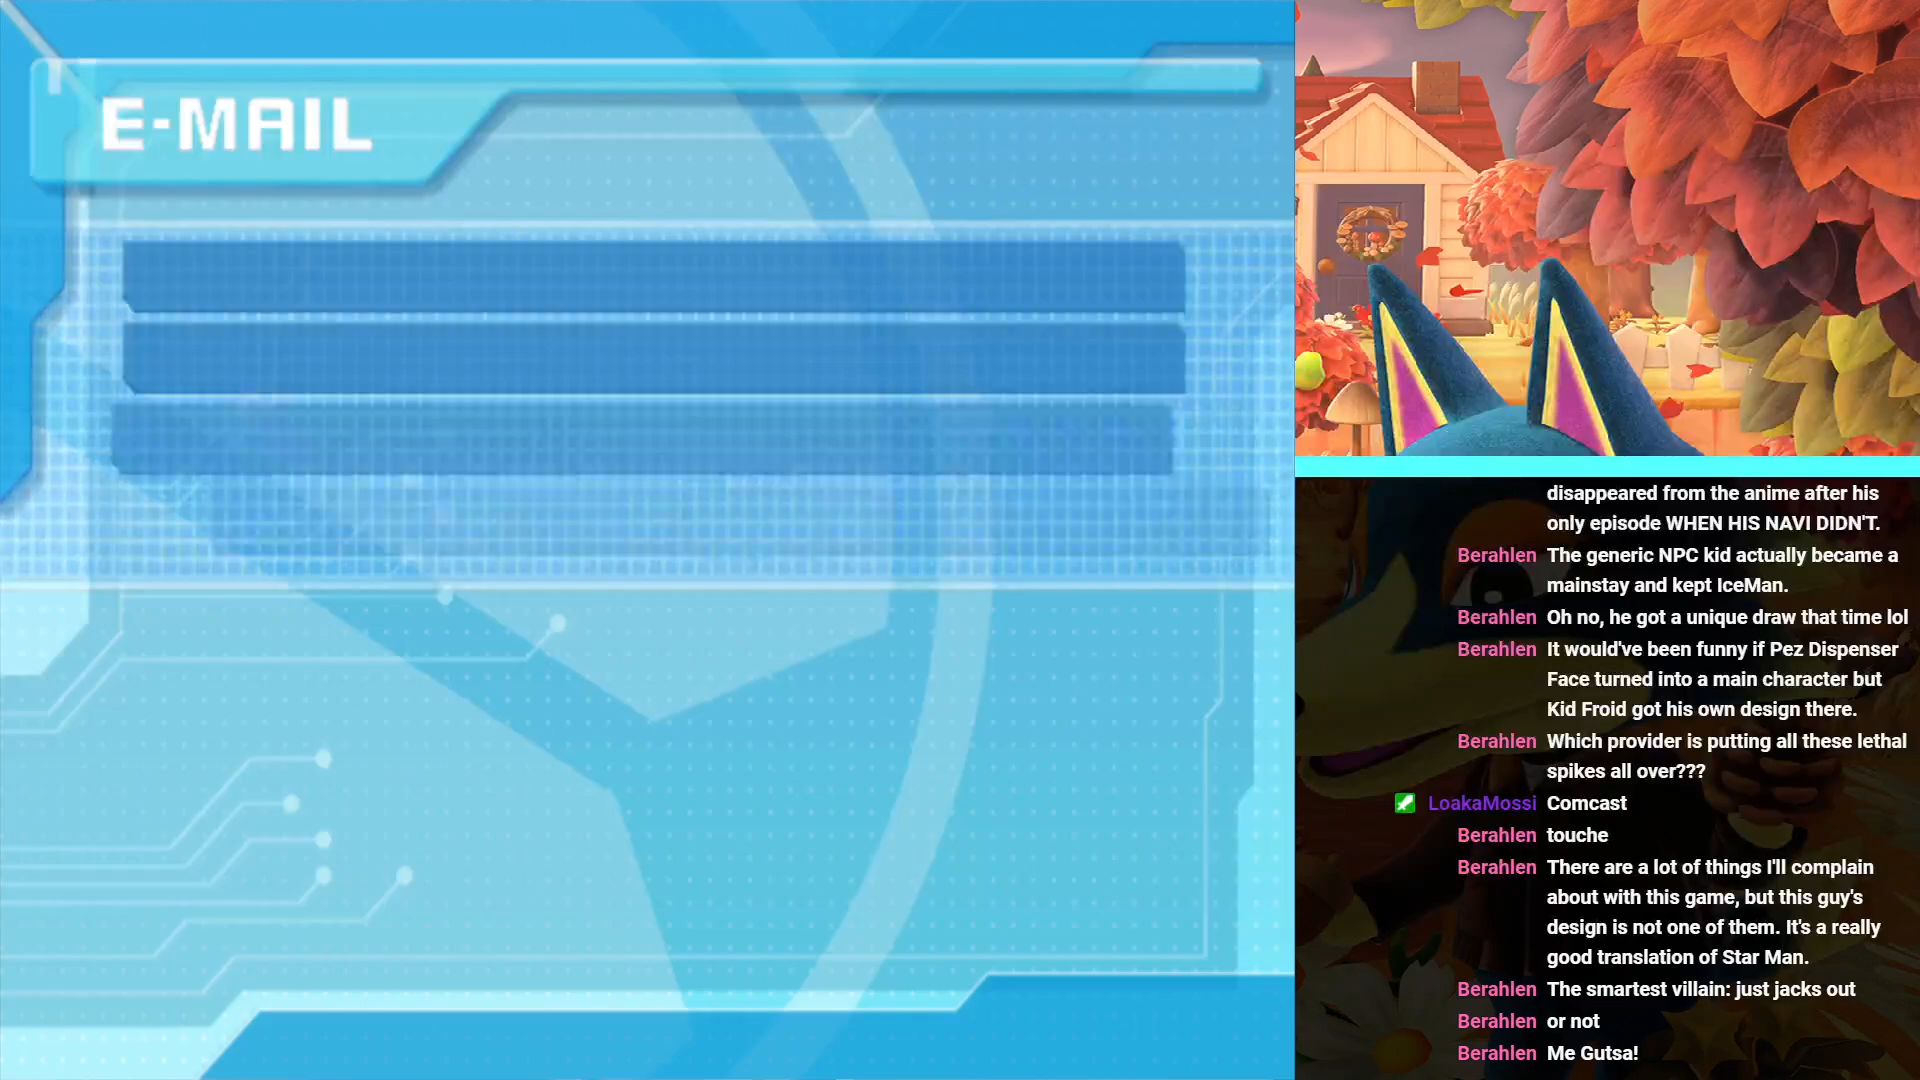 E-MAIL
disappeared from the anime after his
only episode WHEN HIS NAVI DIDN'T.
Berahlen The generic NPC kid actually became a
mainstay and kept IceMan.
Berahlen Oh no, he got a unique draw that time lol
Berahlen It would've been funny if Pez Dispenser
Face turned into a main character but
Kid Froid got his own design there.
Berahlen Which provider is putting all these lethal
spikes all over???
LoakaMossi Comcast
Berahlen touche
Berahlen There are a lot of things I'll complain
about with this game, but this guy's
design is not one of them. It's a really
good translation of Star Man.
Berahlen The smartest villain: just jacks out
Berahlen or not
Berahlen Me Gutsa!